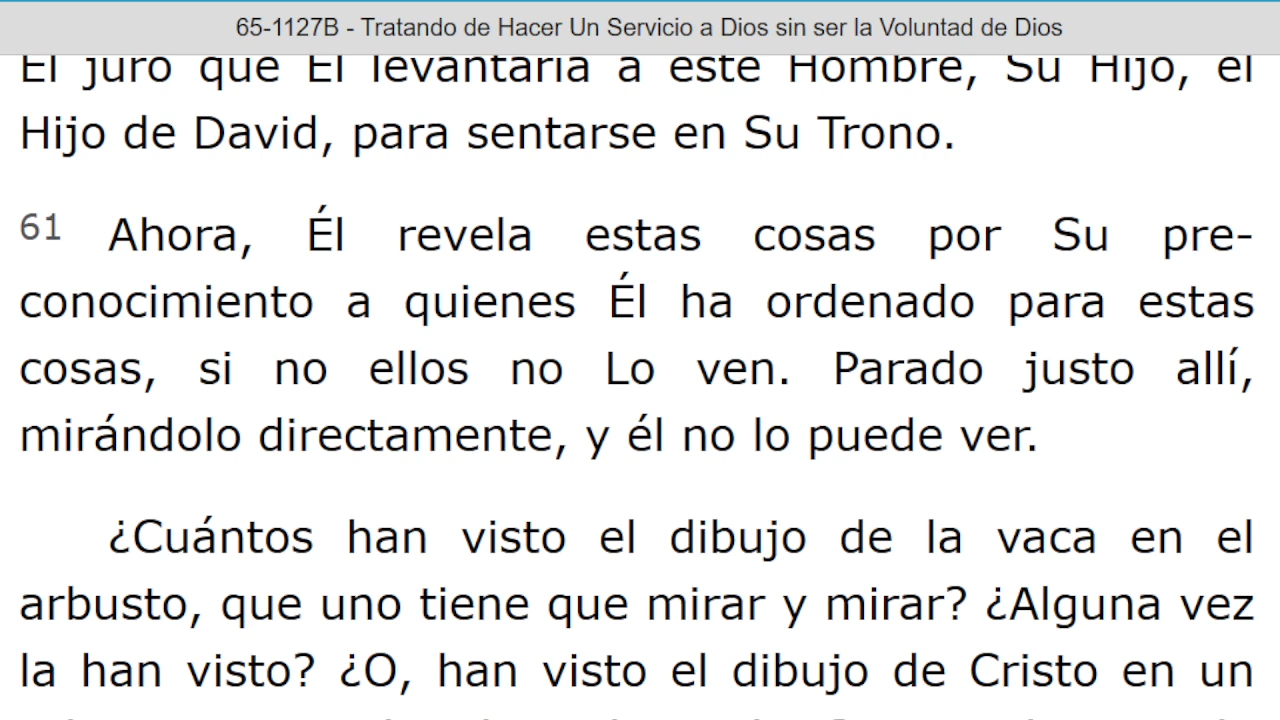 65-1127B - Tratando de Hacer Un Servicio a Dios sin ser la Voluntad de Dios
Él juró que Él levantaría a este Hombre, Su Hijo, el
Hijo de David, para sentarse en Su Trono.
61 Ahora, Él revela estas cosas por Su pre-
conocimiento a quienes Él ha ordenado para estas
cosas, si no ellos no Lo ven. Parado justo allí,
mirándolo directamente, y él no lo puede ver.
¿Cuántos han visto el dibujo de la vaca en el
arbusto, que uno tiene que mirar y mirar? ¿Alguna vez
la han visto? ¿O, han visto el dibujo de Cristo en un